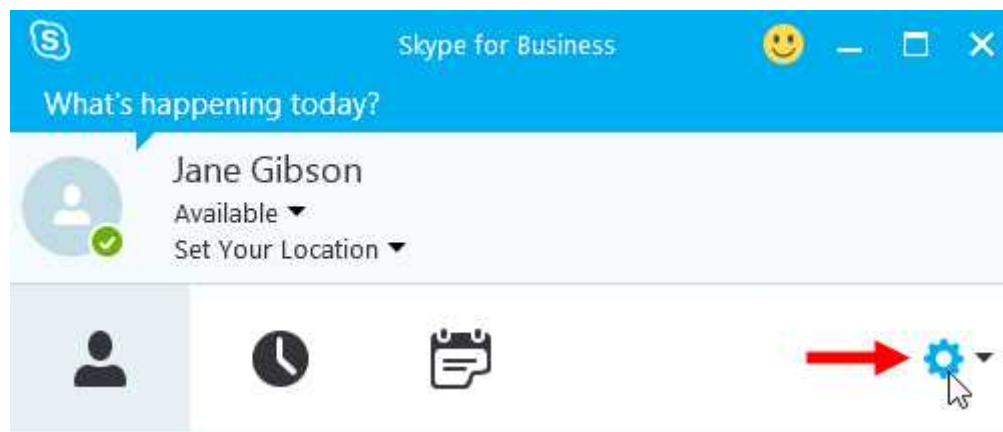 Skype for Business
What's happening today?
Jane Gibson
Available
Set Your Location